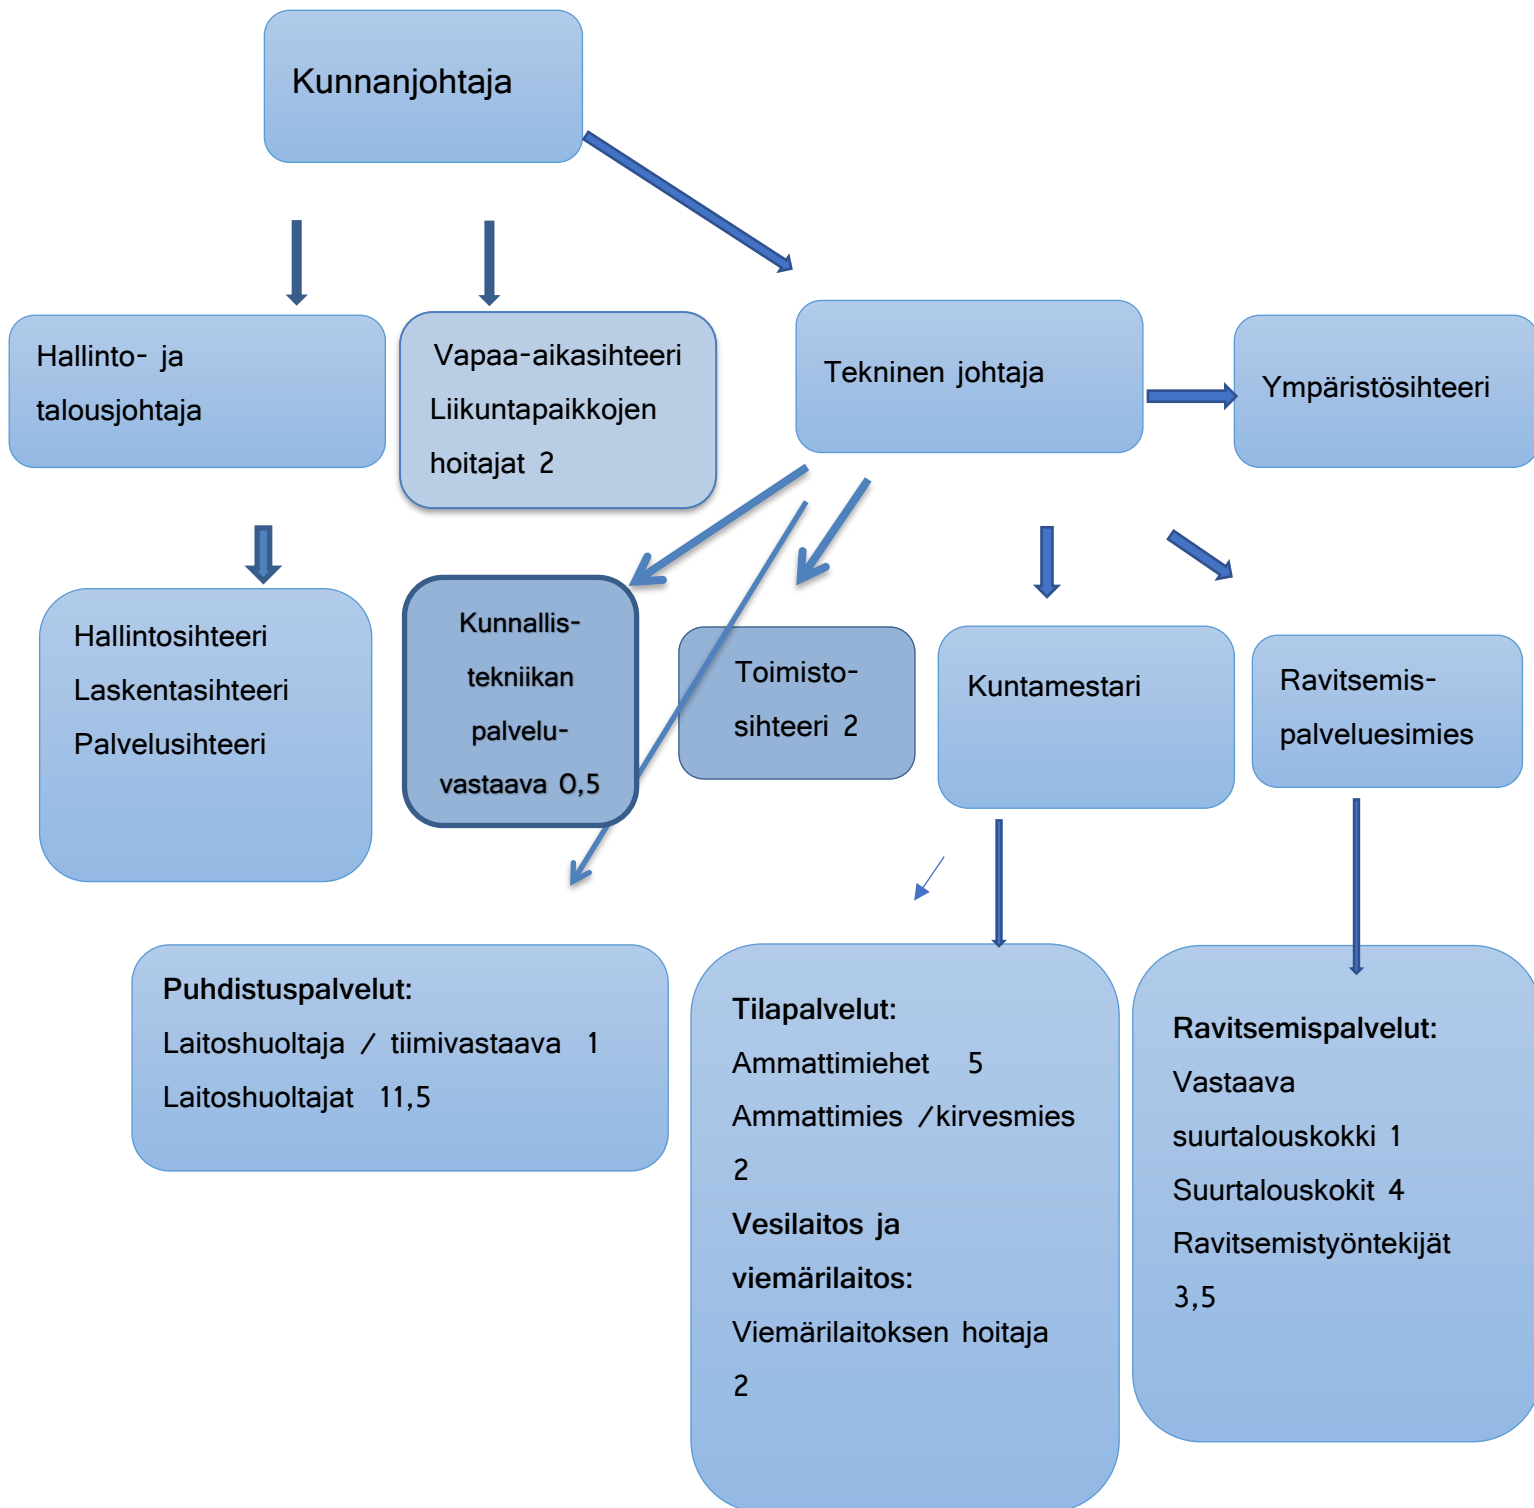 Kunnanjohtaja
Hallinto- ja
talousjohtaja
Vapaa-aikasihteeri
Liikuntapaikkojen
hoitajat 2
Tekninen johtaja
Ympäristösihteeri
Hallintosihteeri
Laskentasihteeri
Palvelusihteeri
Kunnallis-
tekniikan
palvelu-
vastaava 0,5
Toimisto-
sihteeri 2
Kuntamestari
Ravitsemis-
palveluesimies
Puhdistuspalvelut:
Laitoshuoltaja / tiimivastaava 1
Laitoshuoltajat 11,5
Tilapalvelut:
Ammattimiehet 5
Ammattimies /kirvesmies
2
Vesilaitos ja
viemärilaitos:
Viemärilaitoksen hoitaja
2
Ravitsemispalvelut:
Vastaava
suurtalouskokki 1
Suurtalouskokit 4
Ravitsemistyöntekijät
3,5